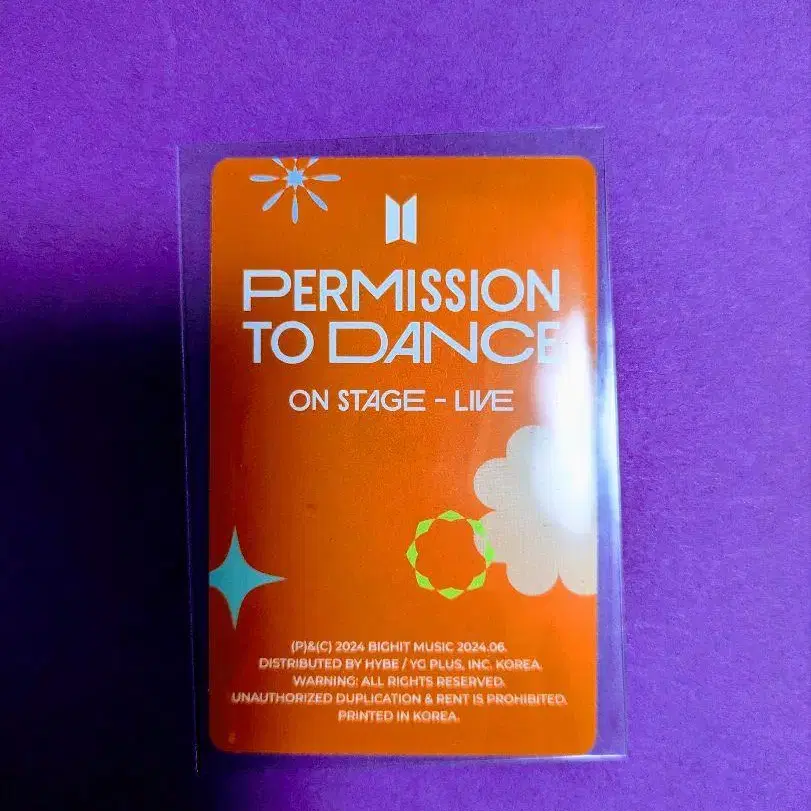 PERMISSION
TO DANCE
ON STAGE - LIVE
(P)&(C) 2024 BIGHIT MUSIC 2024.06.
DISTRIBUTED BY HYBE / YG PLUS, INC. KOREA.
WARNING: ALL RIGHTS RESERVED.
UNAUTHORIZED DUPLICATION & RENT IS PROHIBITED.
PRINTED IN KOREA.